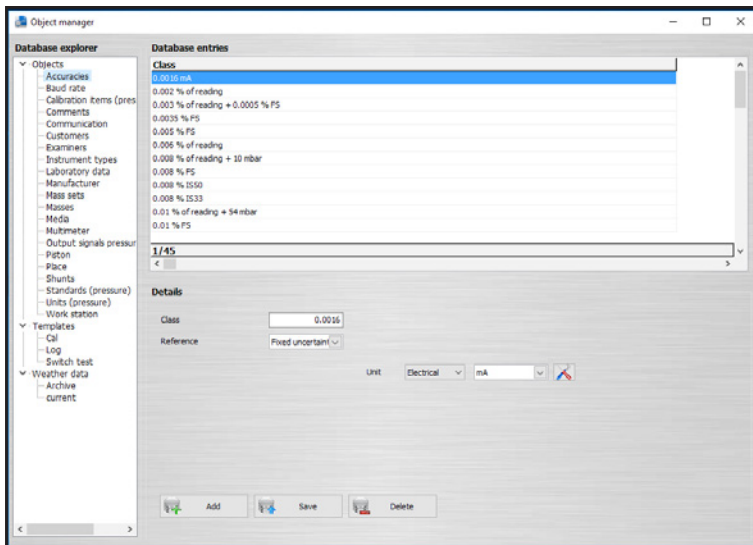 Object manager
Database explorer
Objects
Accuracies
Baud rate
Calibration items (pres
Comments
Communication
Customers
Examiners
Instrument types
Laboratory data
Manufacturer
Mass sets
Masses
Media
Multimeter
Output signals pressur
Piston
Place
Shunts
Standards (pressure)
Units (pressure)
Work station
Templates
Cal
Log
Switch test
Weather data
Archive
current
Database entries
Class
0.0016 mA
0.002 % of reading
0.003 % of reading + 0.0005 % FS
0.0035 % FS
0.005 % FS
0.006 % of reading
0.008 % of reading + 10 mbar
0.008 % FS
0.008 % IS50
0.008 % IS33
0.01 % of reading + 54 mbar
0.01 % FS
1/45
Details
Class 0.0016
Reference Fixed uncertaint
Unit Electrical mA
Add Save Delete